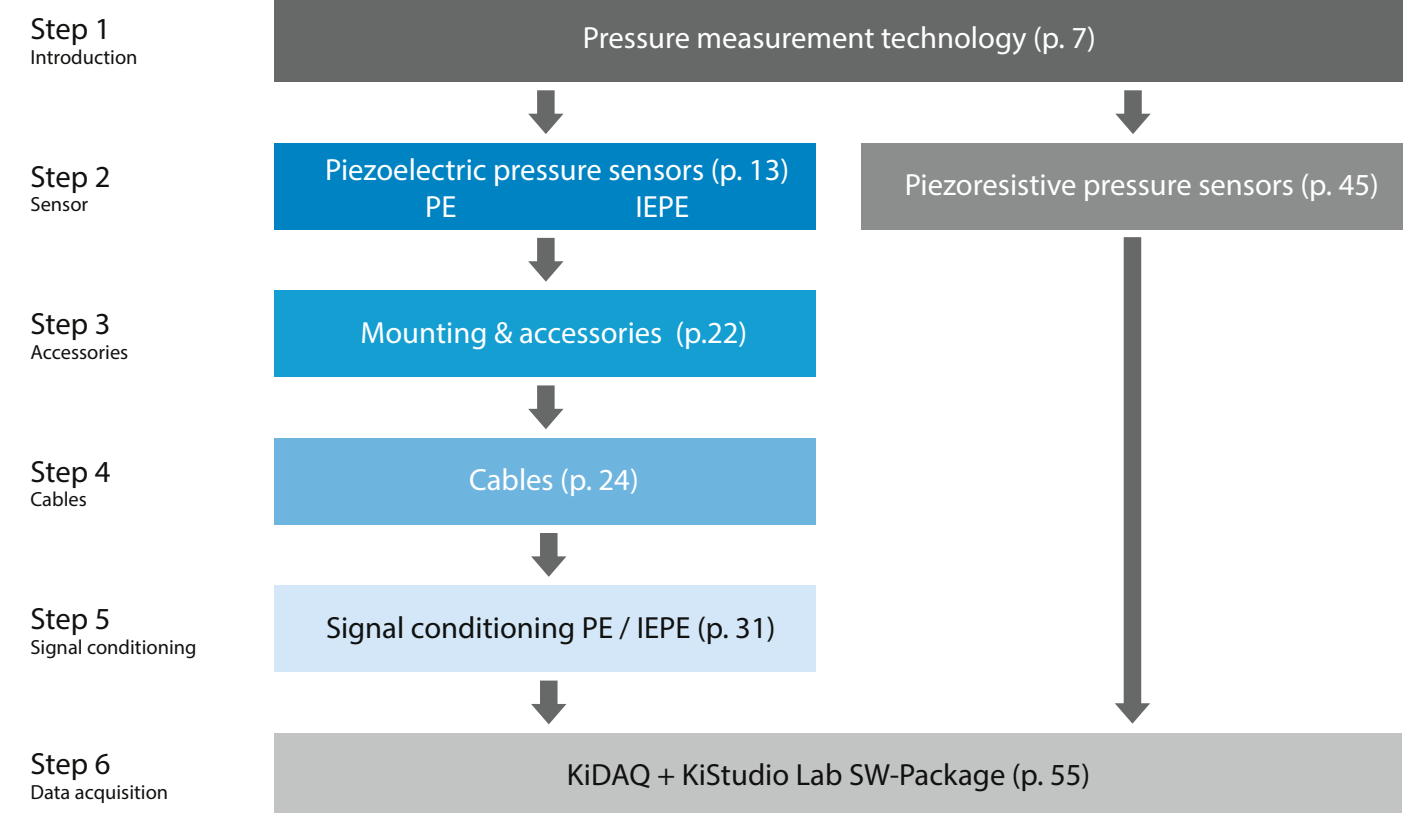 Step 1
Introduction
Pressure measurement technology (p. 7)
Step 2
Sensor
Piezoelectric pressure sensors (p. 13)
PE IEPE
Piezoresistive pressure sensors (p. 45)
Step 3
Accessories
Mounting & accessories (p.22)
Step 4
Cables
Cables (p. 24)
Step 5
Signal conditioning
Signal conditioning PE / IEPE (p. 31)
Step 6
Data acquisition
KiDAQ + KiStudio Lab SW-Package (p. 55)